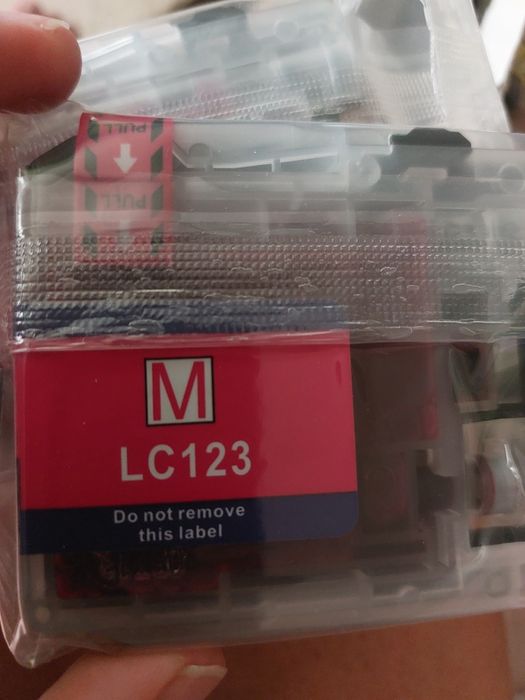 PULL
PULL
M
LC123
Do not remove
this label